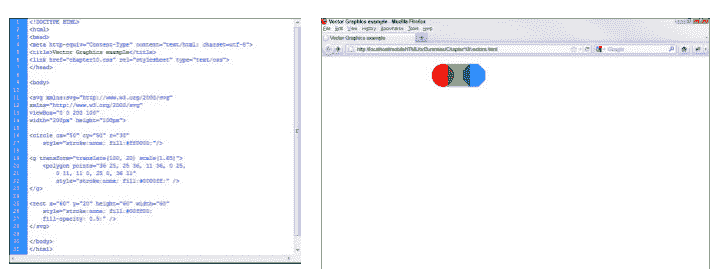 <!DOCTYPE HTML>
<html>
<head>
<meta http-equiv="Content-Type" content="text/html; charset=utf-8">
<title>Vector Graphics example</title>
<link href="chapter10.css" rel="stylesheet" type="text/css">
</head>
<body>
<svg xmlns:svg="http://www.w3.org/2000/svg"
xmlns="http://www.w3.org/2000/svg"
viewBox="0 0 200 100"
width="200px" height="100px">
<circle cx="50" cy="50" r="30"
style="stroke:none; fill:#ff0000;"/>
<g transform="translate(100, 20) scale(1.65)">
<polygon points="36 25, 25 36, 11 36, 0 25,
0 11, 11 0, 25 0, 36 11"
style="stroke:none; fill:#0000ff;" />
</g>
y="20" height="60" width="60"
style="stroke:none; fill:#00ff00;
fill-opacity: 0.5;" />
</svg>
</body>
</html>
Vector Graphics example - Mozilla Firefox
File Edit View History Bookmarks Tools Help
Vector Graphics example
Google